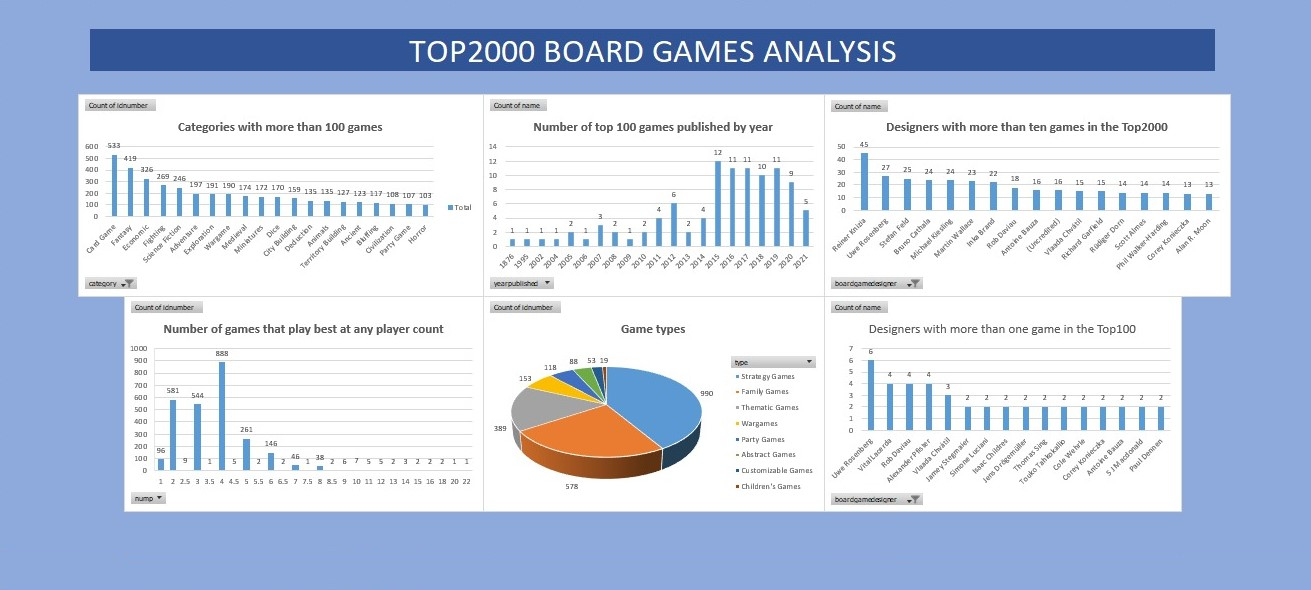 TOP2000 BOARD GAMES ANALYSIS
Count of idnumber
Categories with more than 100 games
600
500
400
300
200
100
0
533 419 326 269 246 197 191 190 174 172 170 159 135 135 127 123 117 108 107 103
Card Game Fantasy Economic Fighting Science Fiction Adventure Exploration Wargame Medieval Miniatures Dice City Building Deduction Animals Territory Building Ancient Bluffing Civilization Party Game Horror
Total
category
Count of name
Number of top 100 games published by year
14
12
10
8
6
4
2
0
1 1 1 1 2 1 3 2 1 2 4 6 2 4 12 11 11 10 11 9 5
1876 1995 2002 2004 2005 2006 2007 2008 2009 2010 2011 2012 2013 2014 2015 2016 2017 2018 2019 2020 2021
yearpublished
Count of name
Designers with more than ten games in the Top2000
50
40
30
20
10
0
45 27 25 24 24 23 22 18 16 16 15 15 14 14 14 13 13
Reiner Knizia Uwe Rosenberg Stefan Feld Bruno Cathala Michael Kiesling Martin Wallace Inka Brand Rob Daviau Antoine Bauza (Uncredited) Vlaada Chvátil Richard Garfield Rüdiger Dorn Scott Almes Phil Walker-Harding Corey Konieczka Alan R. Moon
boardgamedesigner
Count of idnumber
Number of games that play best at any player count
1000
900
800
700
600
500
400
300
200
100
0
96 581 9 544 1 888 5 261 2 146 2 46 1 38 2 6 7 5 5 2 3 2 2 2 1 1
1 2 2.5 3 3.5 4 4.5 5 5.5 6 6.5 7 7.5 8 8.5 9 10 11 12 13 14 15 16 18 20 22
nump
Count of idnumber
Game types
990
578
389
153
118
88
53
19
type
Strategy Games
Family Games
Thematic Games
Wargames
Party Games
Abstract Games
Customizable Games
Children's Games
Count of name
Designers with more than one game in the Top100
7
6
5
4
3
2
1
0
6 4 4 4 3 2 2 2 2 2 2 2 2 2 2 2
Uwe Rosenberg Vital Lacerda Rob Daviau Alexander Pfister Vlaada Chvátil Jamey Stegmaier Simone Luciani Isaac Childres Jens Drögemüller Thomas Sing Touko Tahkokallio Cole Wehrle Corey Konieczka Antoine Bauza S J Macdonald Paul Dennen
boardgamedesigner